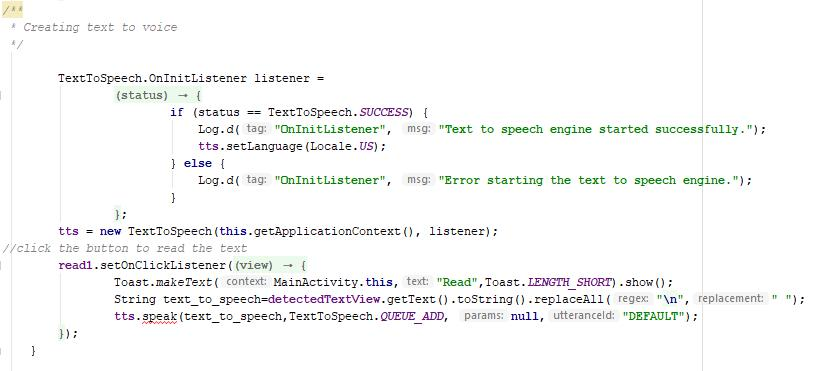 /**
* Creating text to voice
*/
TextToSpeech.OnInitListener listener =
(status) → {
if (status == TextToSpeech.SUCCESS) {
Log.d( tag: "OnInitListener", msg: "Text to speech engine started successfully.");
tts.setLanguage(Locale.US);
} else {
Log.d( tag: "OnInitListener", msg: "Error starting the text to speech engine.");
}
};
tts = new TextToSpeech(this.getApplicationContext(), listener);
//click the button to read the text
read1.setOnClickListener((view) → {
Toast.makeText( context: MainActivity.this, text: "Read",Toast.LENGTH_SHORT).show();
String text_to_speech=detectedTextView.getText().toString().replaceAll( regex: "\n", replacement: " ");
tts.speak(text_to_speech,TextToSpeech.QUEUE_ADD, params: null, utteranceId: "DEFAULT");
});
}